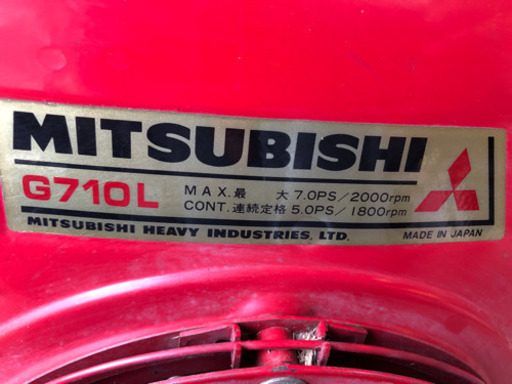 MITSUBISHI
G710L
MAX.最 大 7.0PS/2000rpm
CONT.連続定格 5.0PS/1800rpm
MITSUBISHI HEAVY INDUSTRIES, LTD.
MADE IN JAPAN